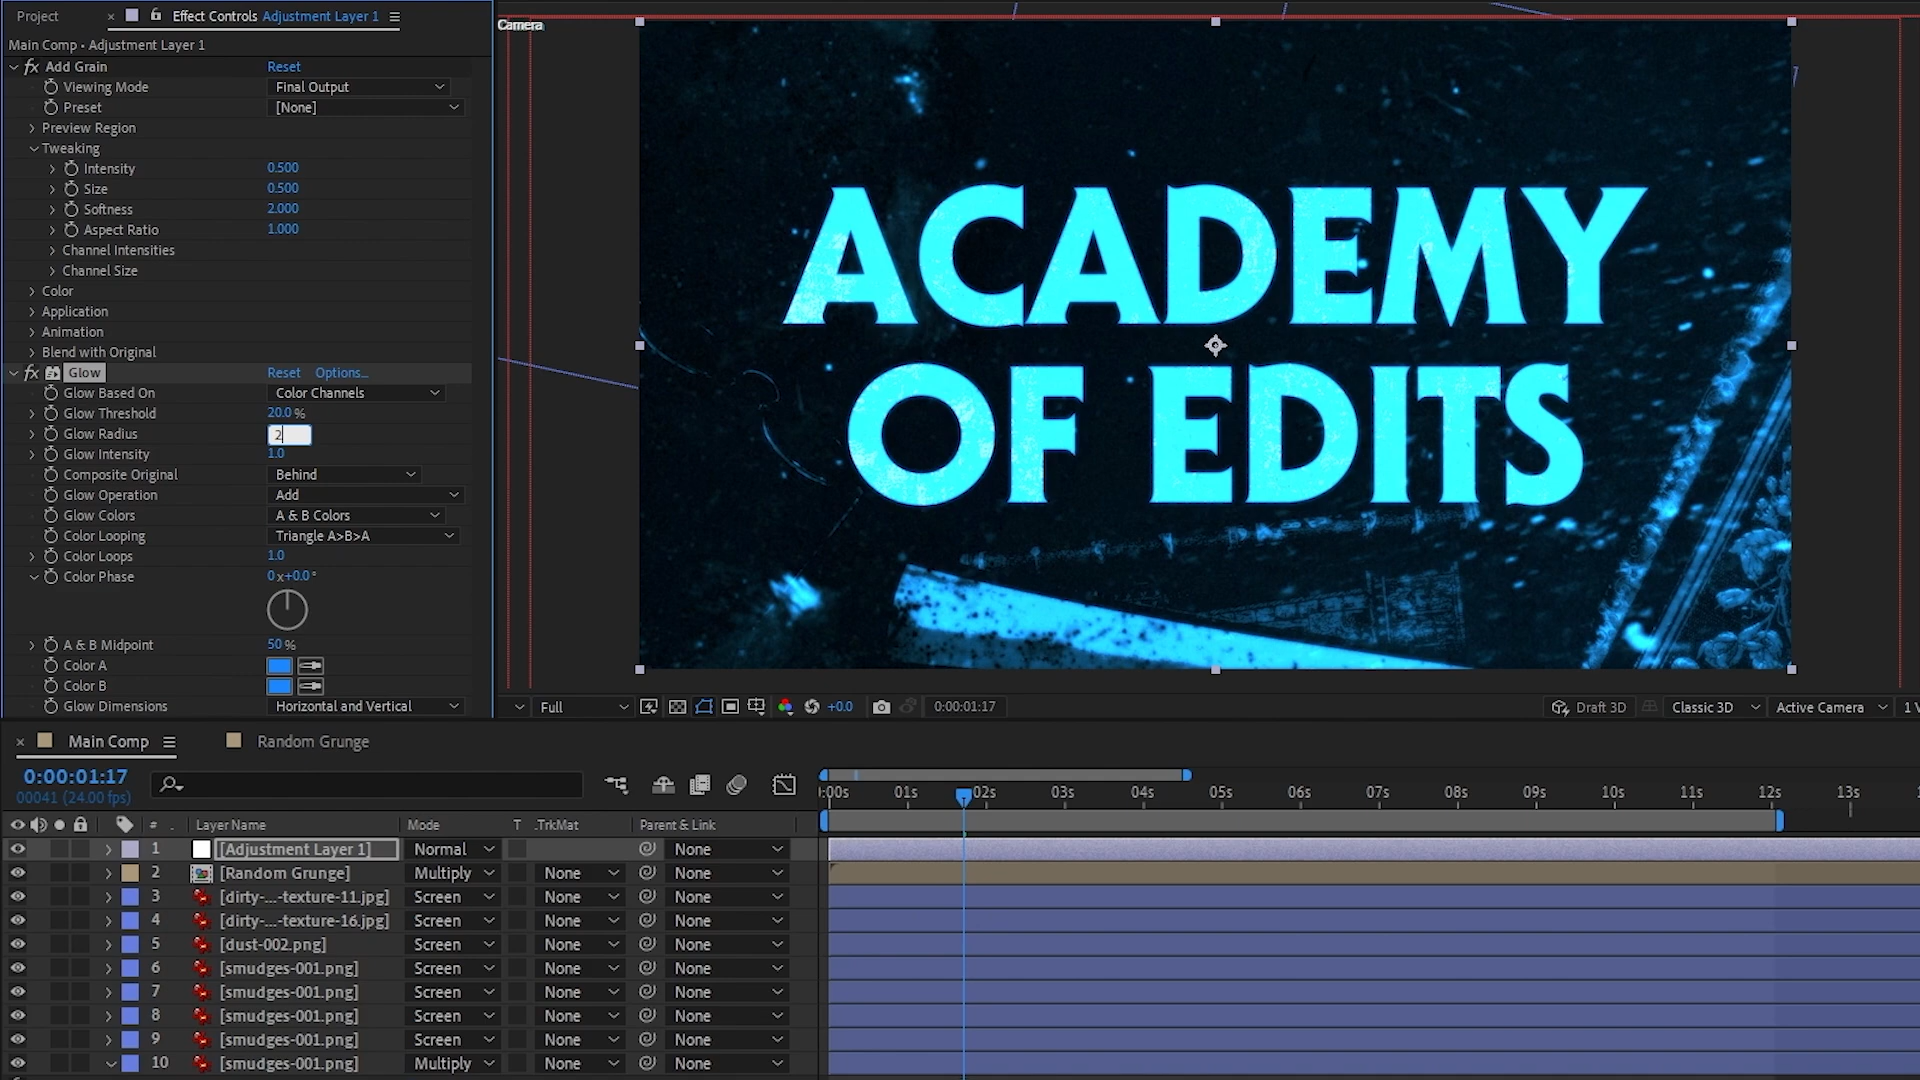 Project
× Effect Controls Adjustment Layer 1
Main Comp • Adjustment Layer 1
fx Add Grain Reset
Viewing Mode Final Output
Preset [None]
Preview Region
Tweaking
Intensity 0.500
Size 0.500
Softness 2.000
Aspect Ratio 1.000
Channel Intensities
Channel Size
Color
Application
Animation
Blend with Original
fx Glow Reset Options...
Glow Based On Color Channels
Glow Threshold 20.0 %
Glow Radius 2
Glow Intensity 1.0
Composite Original Behind
Glow Operation Add
Glow Colors A & B Colors
Color Looping Triangle A>B>A
Color Loops 1.0
Color Phase 0 x+0.0 °
A & B Midpoint 50 %
Color A
Color B
Glow Dimensions Horizontal and Vertical
Camera
ACADEMY
OF EDITS
Full +0.0 0:00:01:17 Draft 3D Classic 3D Active Camera 1 V
× Main Comp Random Grunge
0:00:01:17
00041 (24.00 fps)
:00s 01s 02s 03s 04s 05s 06s 07s 08s 09s 10s 11s 12s 13s
# . Layer Name Mode T .TrkMat Parent & Link
1 [Adjustment Layer 1] Normal None
2 [Random Grunge] Multiply None None
3 [dirty-...-texture-11.jpg] Screen None None
4 [dirty-...-texture-16.jpg] Screen None None
5 [dust-002.png] Screen None None
6 [smudges-001.png] Screen None None
7 [smudges-001.png] Screen None None
8 [smudges-001.png] Screen None None
9 [smudges-001.png] Screen None None
10 [smudges-001.png] Multiply None None